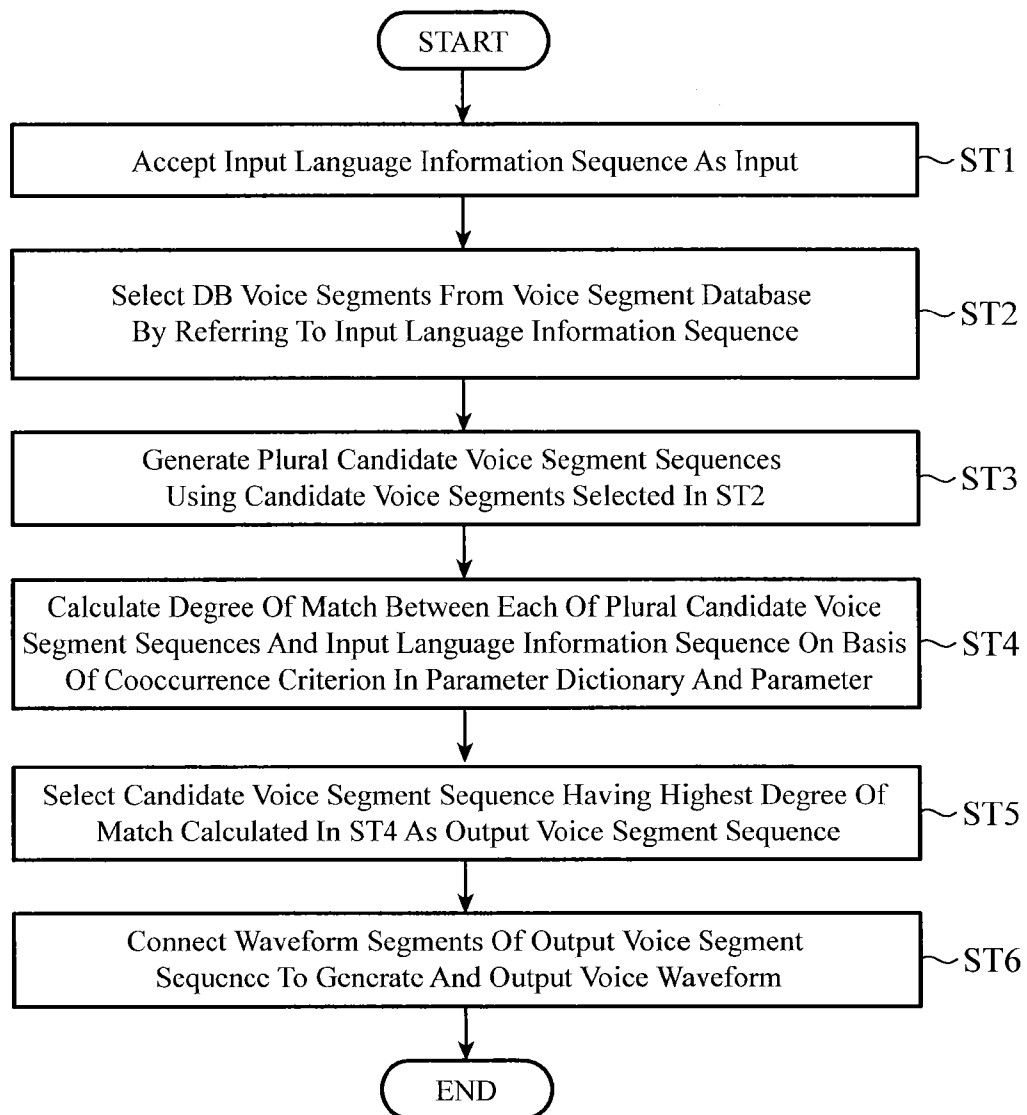 START
Accept Input Language Information Sequence As Input
ST1
Select DB Voice Segments From Voice Segment Database
By Referring To Input Language Information Sequence
ST2
Generate Plural Candidate Voice Segment Sequences
Using Candidate Voice Segments Selected In ST2
ST3
Calculate Degree Of Match Between Each Of Plural Candidate Voice
Segment Sequences And Input Language Information Sequence On Basis
Of Cooccurrence Criterion In Parameter Dictionary And Parameter
ST4
Select Candidate Voice Segment Sequence Having Highest Degree Of
Match Calculated In ST4 As Output Voice Segment Sequence
ST5
Connect Waveform Segments Of Output Voice Segment
Sequence To Generate And Output Voice Waveform
ST6
END